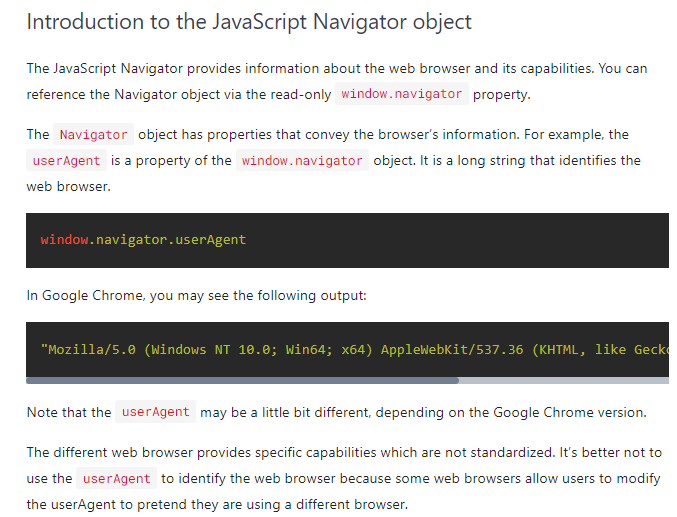 Introduction to the JavaScript Navigator object
The JavaScript Navigator provides information about the web browser and its capabilities. You can
reference the Navigator object via the read-only window.navigator property.
The Navigator object has properties that convey the browser’s information. For example, the
userAgent is a property of the window.navigator object. It is a long string that identifies the
web browser.
window.navigator.userAgent
In Google Chrome, you may see the following output:
"Mozilla/5.0 (Windows NT 10.0; Win64; x64) AppleWebKit/537.36 (KHTML, like Gecko
Note that the userAgent may be a little bit different, depending on the Google Chrome version.
The different web browser provides specific capabilities which are not standardized. It’s better not to
use the userAgent to identify the web browser because some web browsers allow users to modify
the userAgent to pretend they are using a different browser.